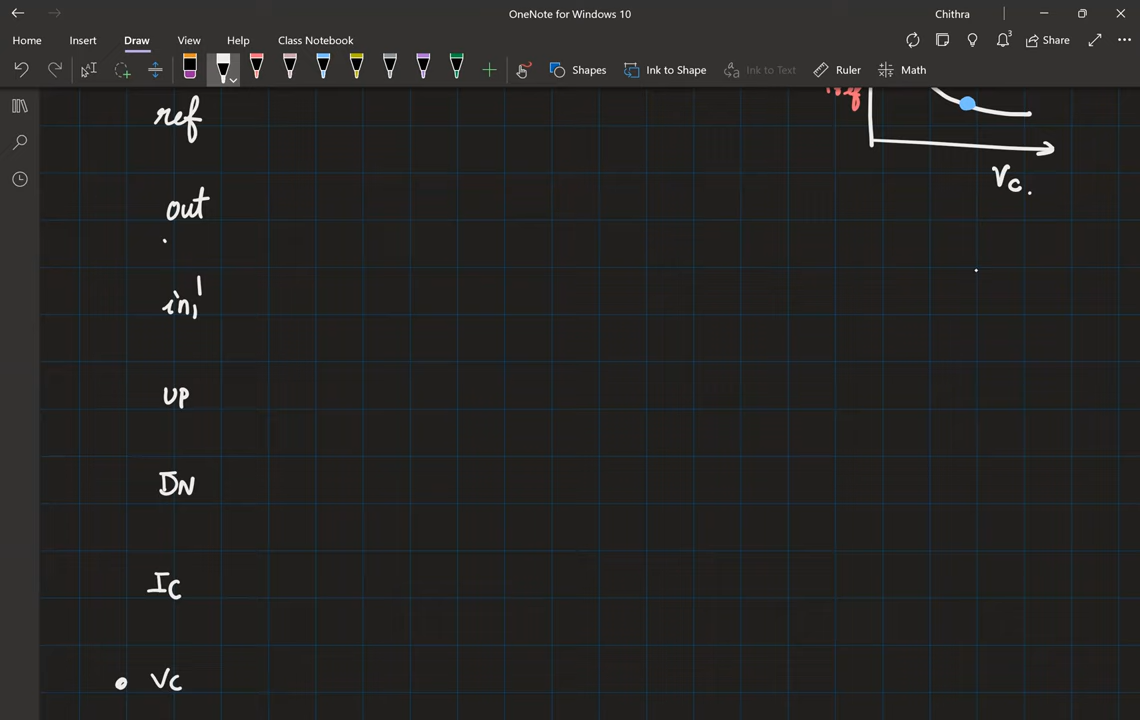 OneNote for Windows 10
Chithra
Home Insert Draw View Help Class Notebook
3
Share
Shapes Ink to Shape Ink to Text Ruler Math
ref
Vc.
out
in,'
UP
DN
Ic
Vc